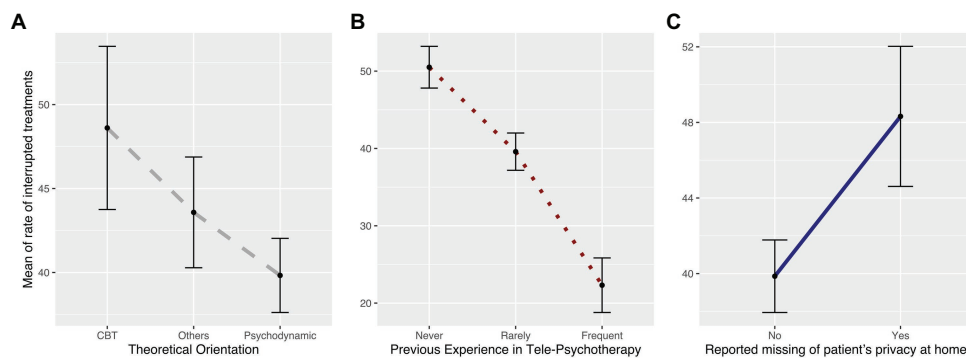 A
B
C
Mean of rate of interrupted treatments
50
45
40
CBT
Others
Psychodynamic
Theoretical Orientation
50
40
30
20
Never
Rarely
Frequent
Previous Experience in Tele-Psychotherapy
52
48
44
40
No
Yes
Reported missing of patient's privacy at home